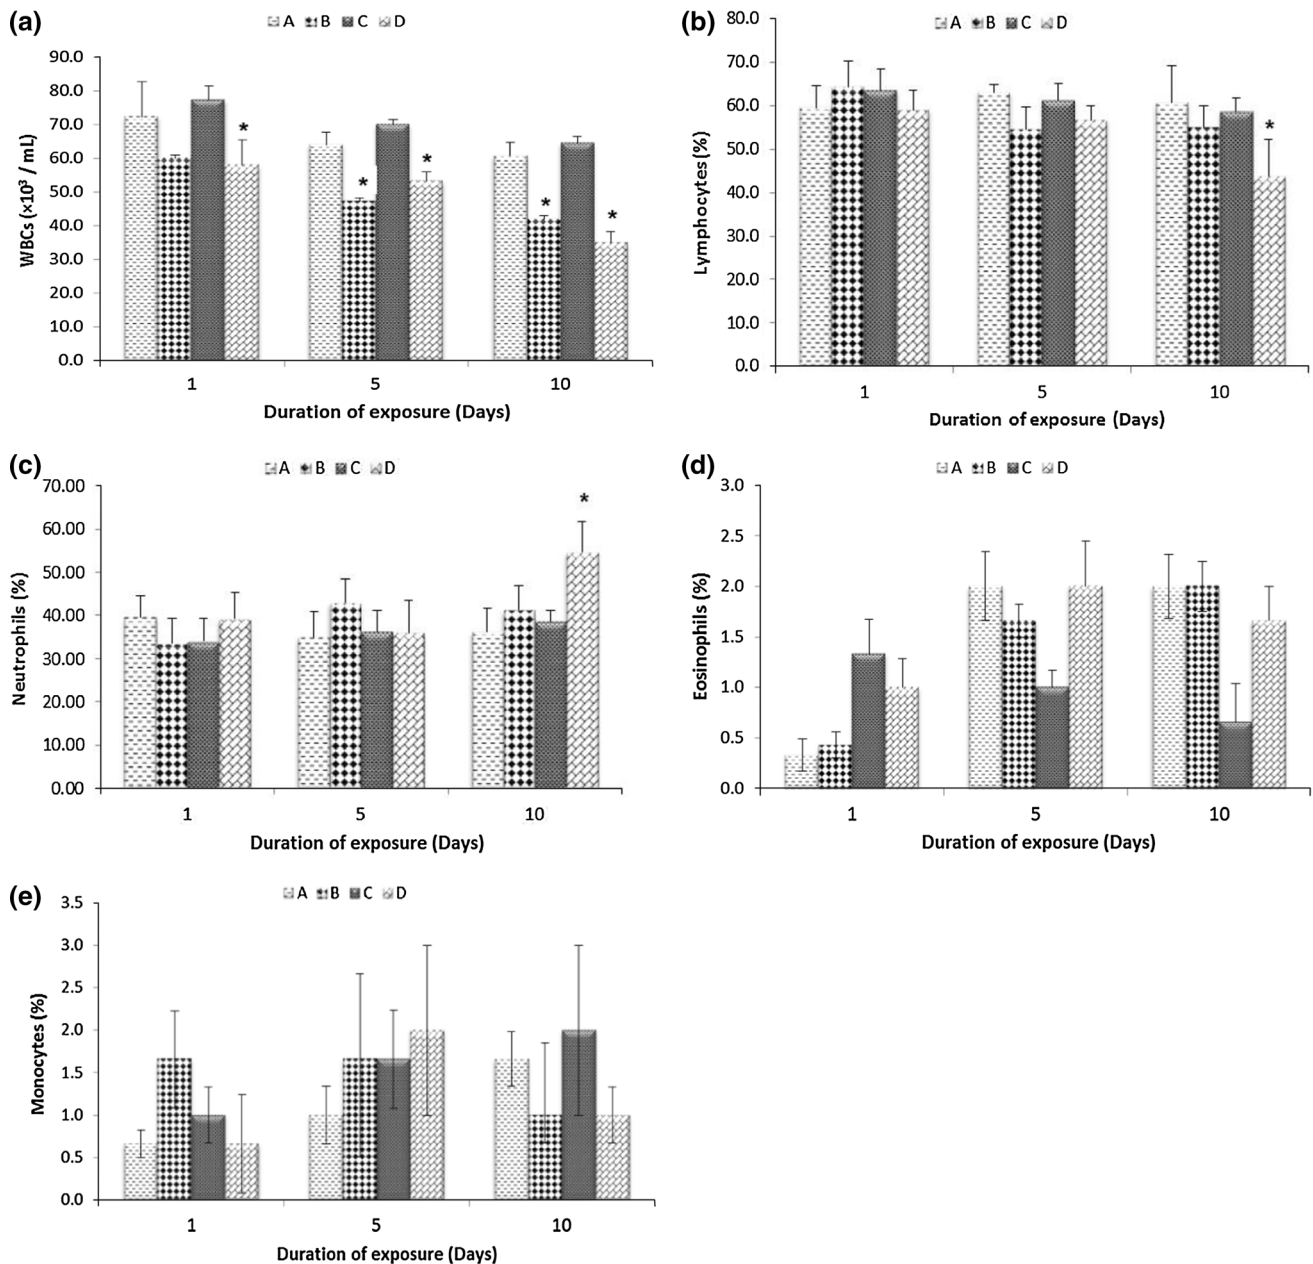 (a)
A B C D
WBCs (×10³ / mL)
90.0
80.0
70.0
60.0
50.0
40.0
30.0
20.0
10.0
0.0
*
*
*
*
*
1 5 10
Duration of exposure (Days)
(b)
A B C D
Lymphocytes (%)
80.0
70.0
60.0
50.0
40.0
30.0
20.0
10.0
0.0
*
1 5 10
Duration of exposure (Days)
(c)
A B C D
Neutrophils (%)
70.00
60.00
50.00
40.00
30.00
20.00
10.00
0.00
*
1 5 10
Duration of exposure (Days)
(d)
A B C D
Eosinophils (%)
3.0
2.5
2.0
1.5
1.0
0.5
0.0
1 5 10
Duration of exposure (Days)
(e)
A B C D
Monocytes (%)
3.5
3.0
2.5
2.0
1.5
1.0
0.5
0.0
1 5 10
Duration of exposure (Days)